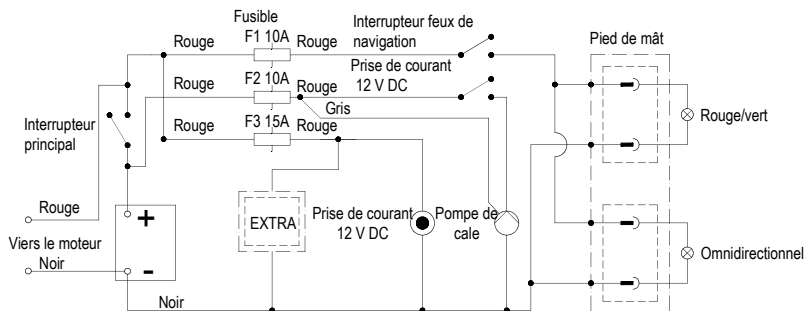 Fusible
Rouge
F1 10A
Rouge
Interrupteur feux de
navigation
Pied de mât
Rouge
F2 10A
Rouge
Prise de courant
12 V DC
Gris
Rouge
F3 15A
Rouge
Interrupteur
principal
Rouge/vert
Rouge
+
EXTRA
Prise de courant
12 V DC
Pompe de
cale
Viers le moteur
Noir
-
Omnidirectionnel
Noir